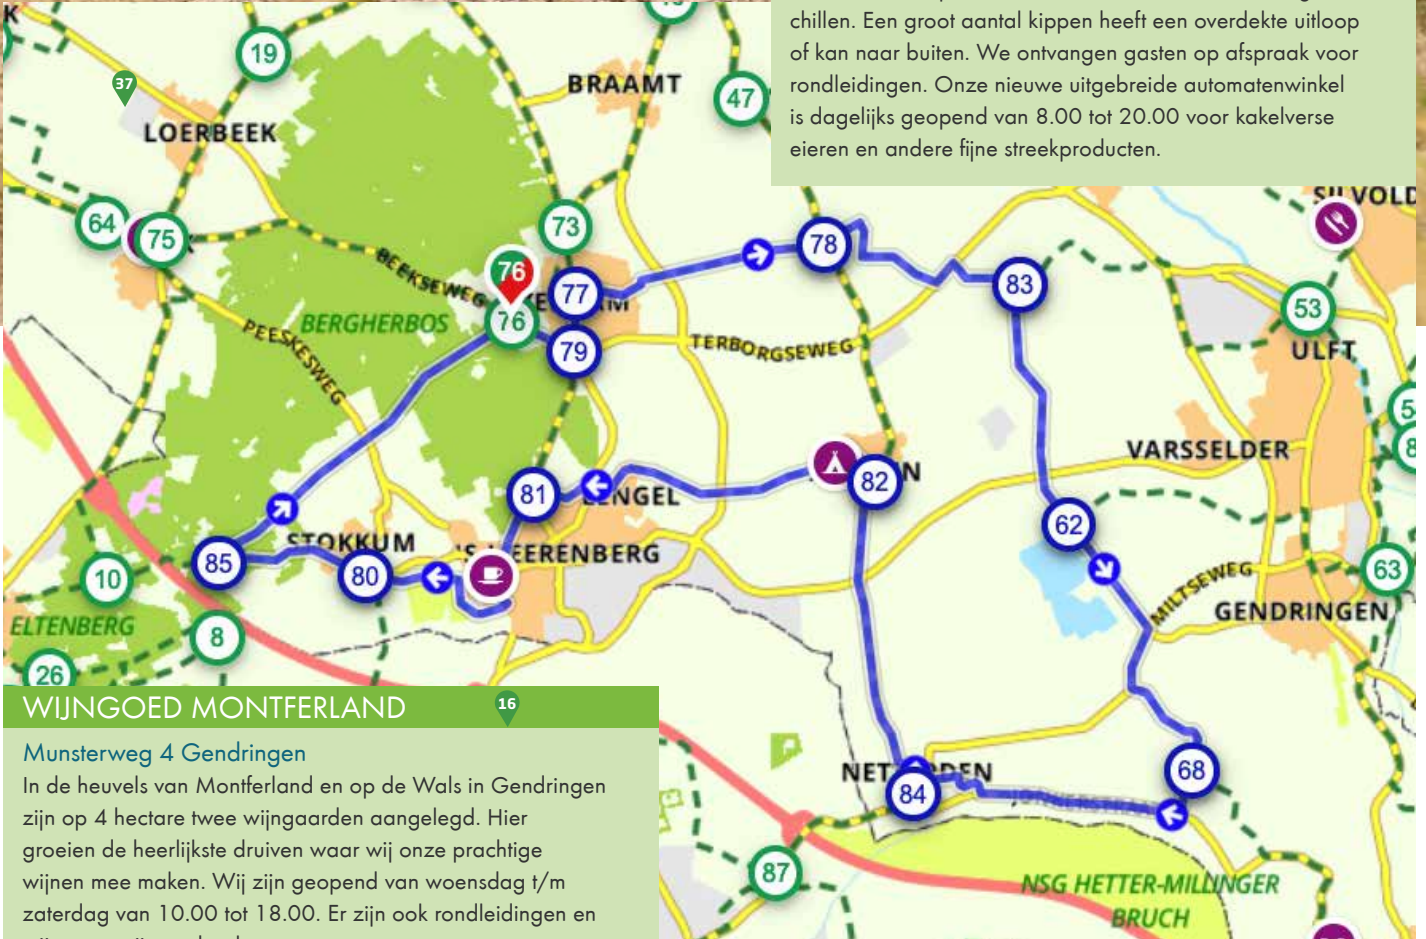 chillen. Een groot aantal kippen heeft een overdekte uitloop
of kan naar buiten. We ontvangen gasten op afspraak voor
rondleidingen. Onze nieuwe uitgebreide automatenwinkel
is dagelijks geopend van 8.00 tot 20.00 voor kakelverse
eieren en andere fijne streekproducten.
K
19
37
LOERBEEK
BRAAMT
47
64
75
K
73
78
SILVOLD
BEEKSEWEG
76
77
83
53
BERGHERBOS
76
79
PEESKESWEG
TERBORGSEWEG
ULFT
VARSSELDER
81
82
LENGEL
62
STOKKUM
'S HEERENBERG
85
80
10
63
MILTSEWEG
GENDRINGEN
ELTENBERG
8
26
WIJNGOED MONTFERLAND
16
Munsterweg 4 Gendringen
In de heuvels van Montferland en op de Wals in Gendringen
zijn op 4 hectare twee wijngaarden aangelegd. Hier
groeien de heerlijkste druiven waar wij onze prachtige
wijnen mee maken. Wij zijn geopend van woensdag t/m
zaterdag van 10.00 tot 18.00. Er zijn ook rondleidingen en
68
84
87
NSG HETTER-MILLINGER
BRUCH